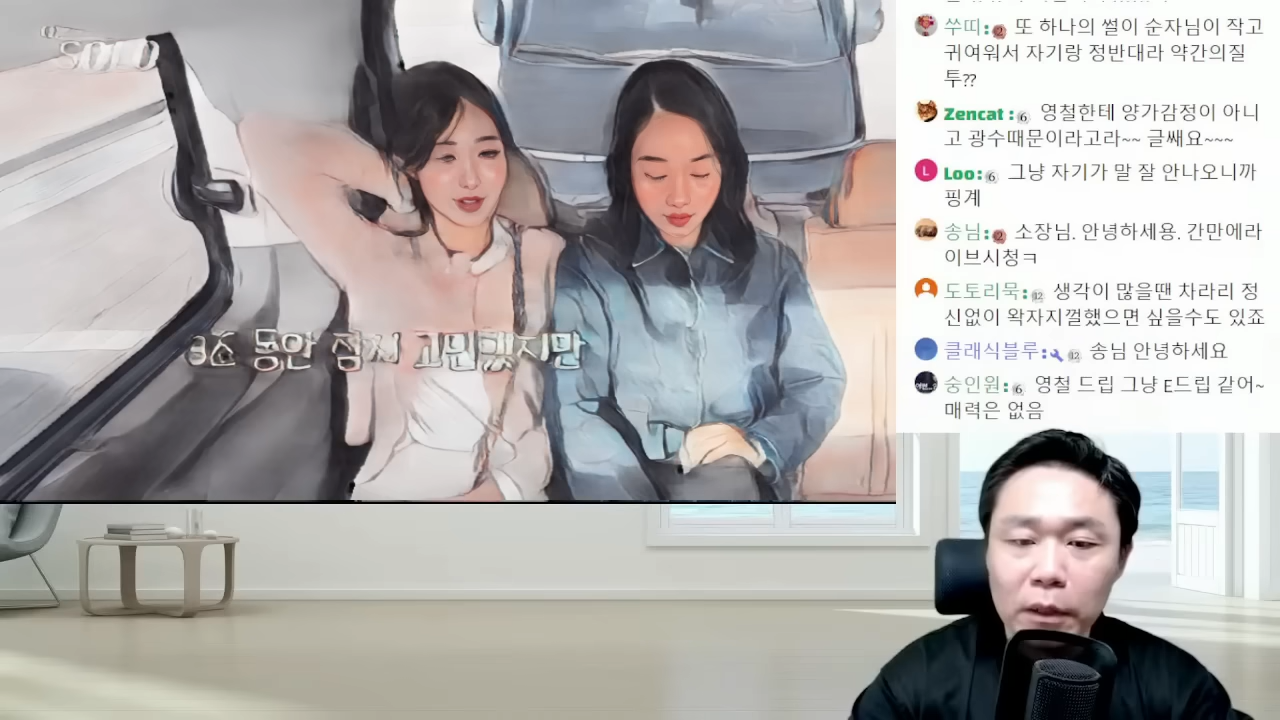 SOLO
3초 동안 잠시 고민했지만
쑤띠: 또 하나의 썰이 순자님이 작고
귀여워서 자기랑 정반대라 약간의질
투??
Zencat : 6 영철한테 양가감정이 아니
고 광수때문이라고라~~ 글쌔요~~~
L Loo: 6 그냥 자기가 말 잘 안나오니까
핑계
송님: 소장님. 안녕하세용. 간만에라
이브시청ㅋ
도토리묵: 12 생각이 많을땐 차라리 정
신없이 왁자지껄했으면 싶을수도 있죠
클래식블루: 12 송님 안녕하세요
숭인원: 6 영철 드립 그냥 E드립 같어~
매력은 없음